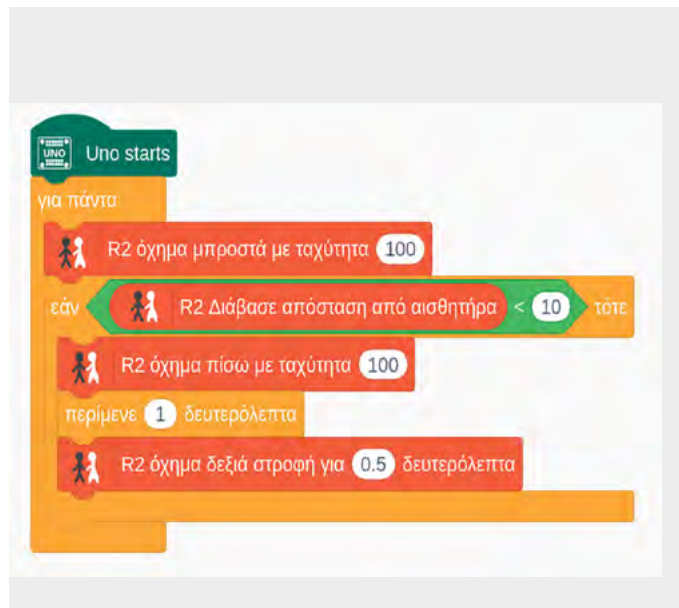 UNO Uno starts
για πάντα
R2 όχημα μπροστά με ταχύτητα 100
εάν R2 Διάβασε απόσταση από αισθητήρα < 10 τότε
R2 όχημα πίσω με ταχύτητα 100
περίμενε 1 δευτερόλεπτα
R2 όχημα δεξιά στροφή για 0.5 δευτερόλεπτα